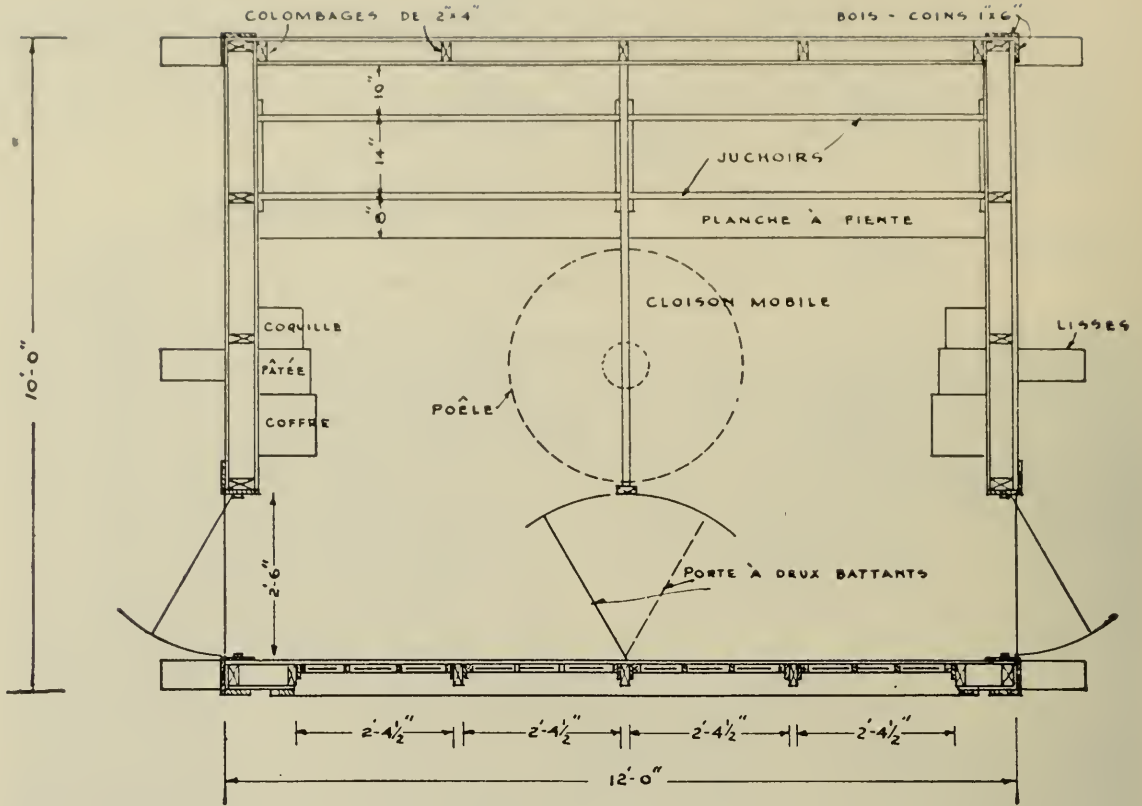 COLOMBAGES DE 2"x4"
BOIS - COINS 1"x6"
10"
14"
8"
JUCHOIRS
PLANCHE À FIENTE
CLOISON MOBILE
COQUILLE
PÂTÉE
COFFRE
LISSES
POÊLE
10'-0"
2'-6"
PORTE À DEUX BATTANTS
2'-4½" 2'-4½" 2'-4½" 2'-4½"
12'-0"